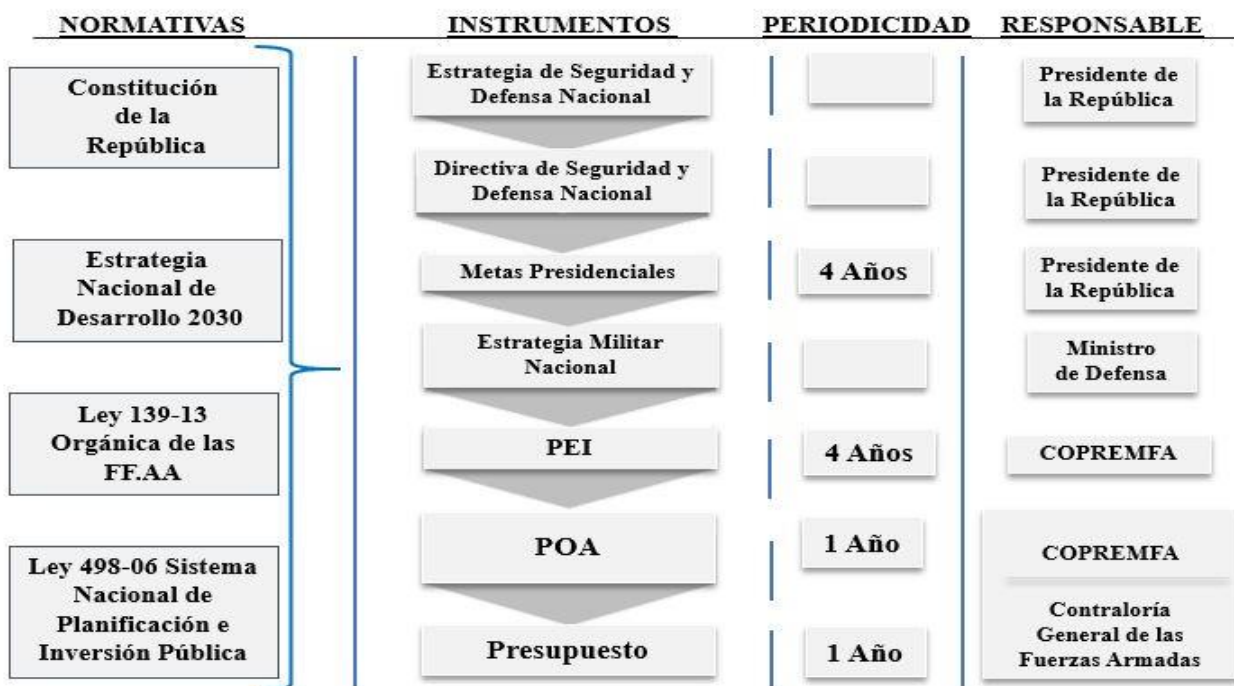 NORMATIVAS
INSTRUMENTOS
PERIODICIDAD
RESPONSABLE
Constitución
de la
República
Estrategia
Nacional de
Desarrollo 2030
Ley 139-13
Orgánica de las
FF.AA
Ley 498-06 Sistema
Nacional de
Planificación e
Inversión Pública
Estrategia de Seguridad y
Defensa Nacional
Directiva de Seguridad y
Defensa Nacional
Metas Presidenciales
Estrategia Militar
Nacional
PEI
POA
Presupuesto
4 Años
4 Años
1 Año
1 Año
Presidente de
la República
Presidente de
la República
Presidente de
la República
Ministro
de Defensa
COPREMFA
COPREMFA
Contraloría
General de las
Fuerzas Armadas